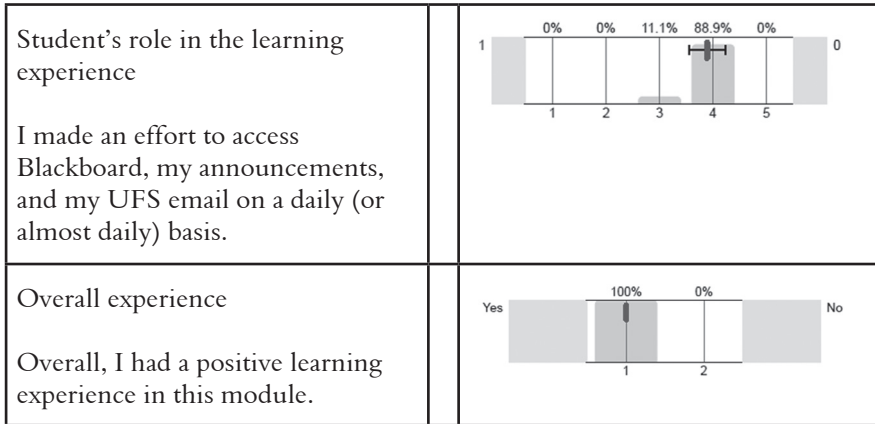 Student's role in the learning
experience
I made an effort to access
Blackboard, my announcements,
and my UFS email on a daily (or
almost daily) basis.
0% 0% 11.1% 88.9% 0%
1 0
1 2 3 4 5
Overall experience
Overall, I had a positive learning
experience in this module.
100% 0%
Yes No
1 2